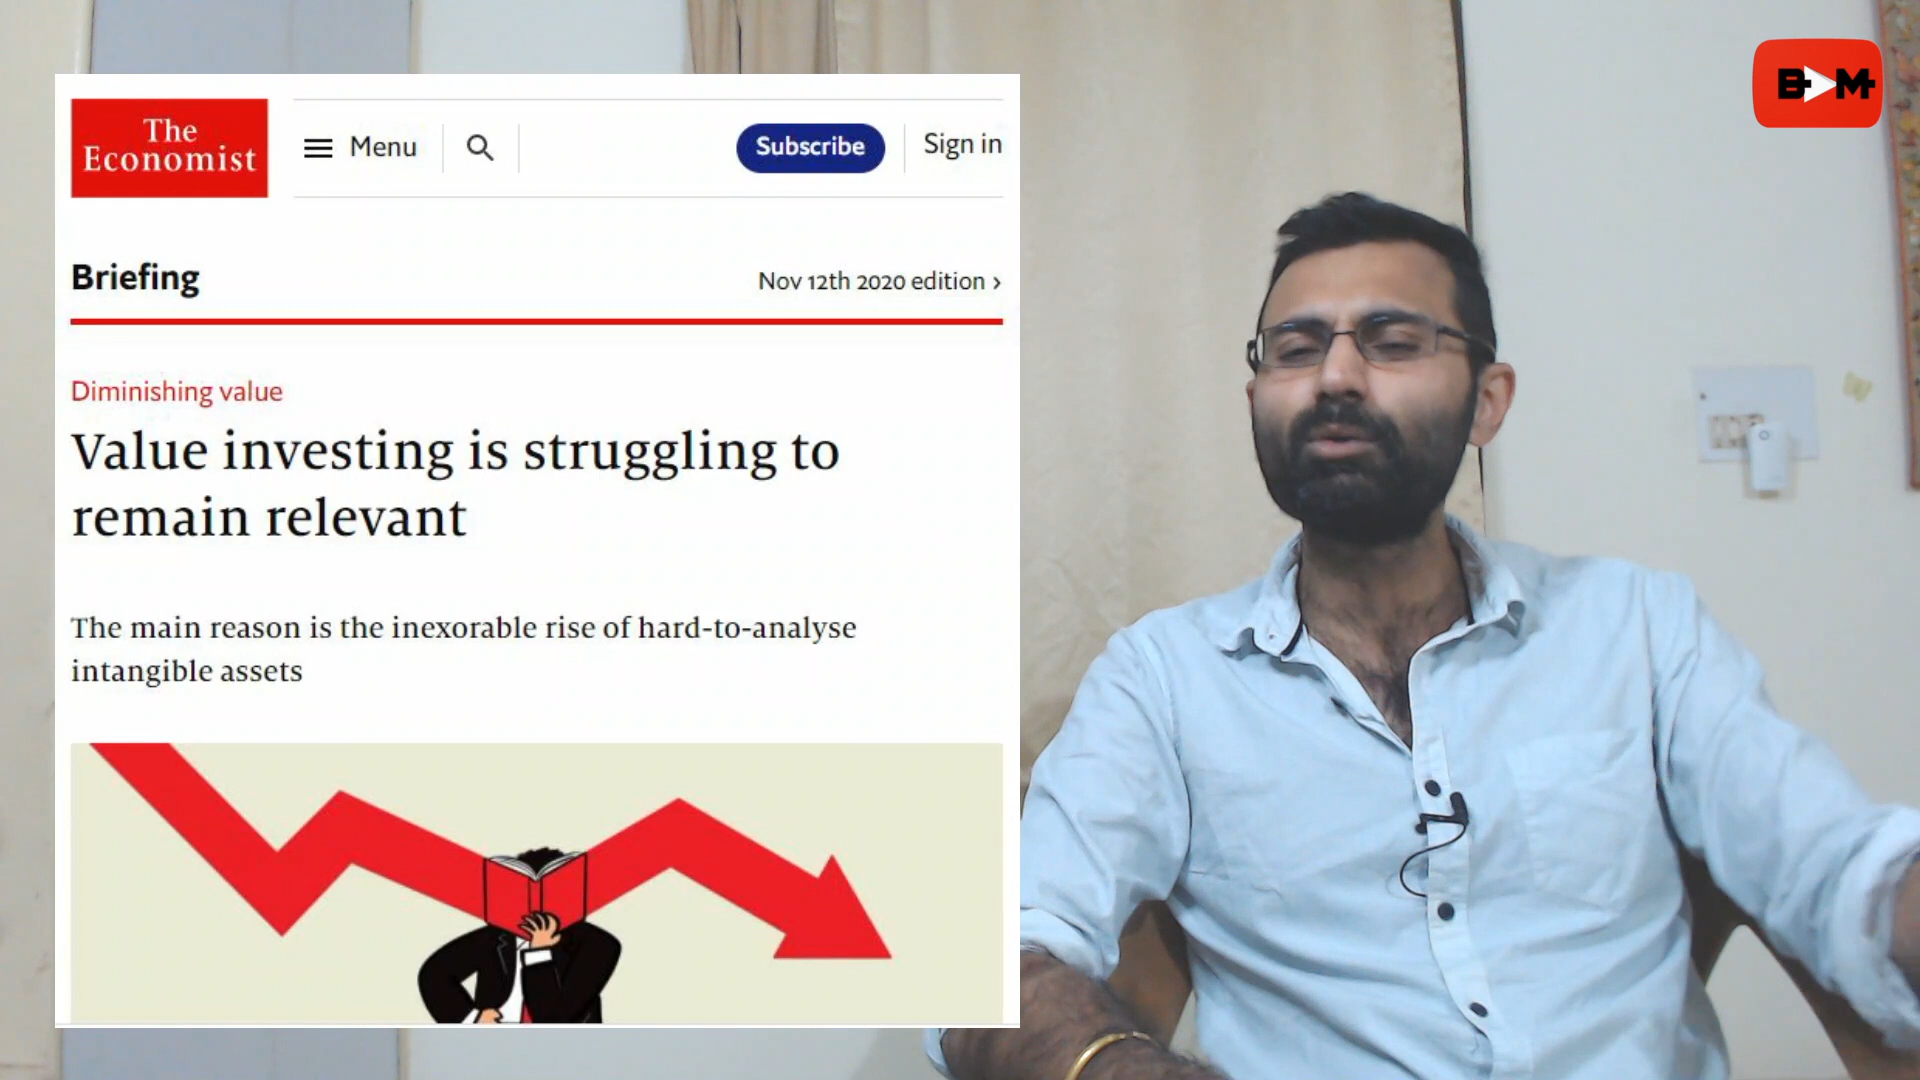 The
Economist
Menu
Subscribe
Sign in
Briefing
Nov 12th 2020 edition ›
Diminishing value
Value investing is struggling to
remain relevant
The main reason is the inexorable rise of hard-to-analyse
intangible assets
B M